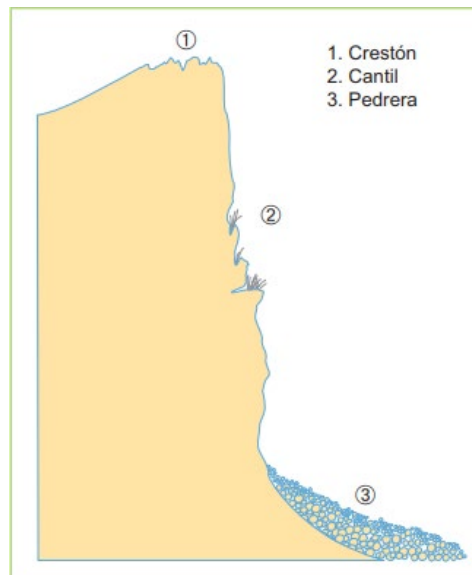 ①
1. Crestón
2. Cantil
3. Pedrera
②
③